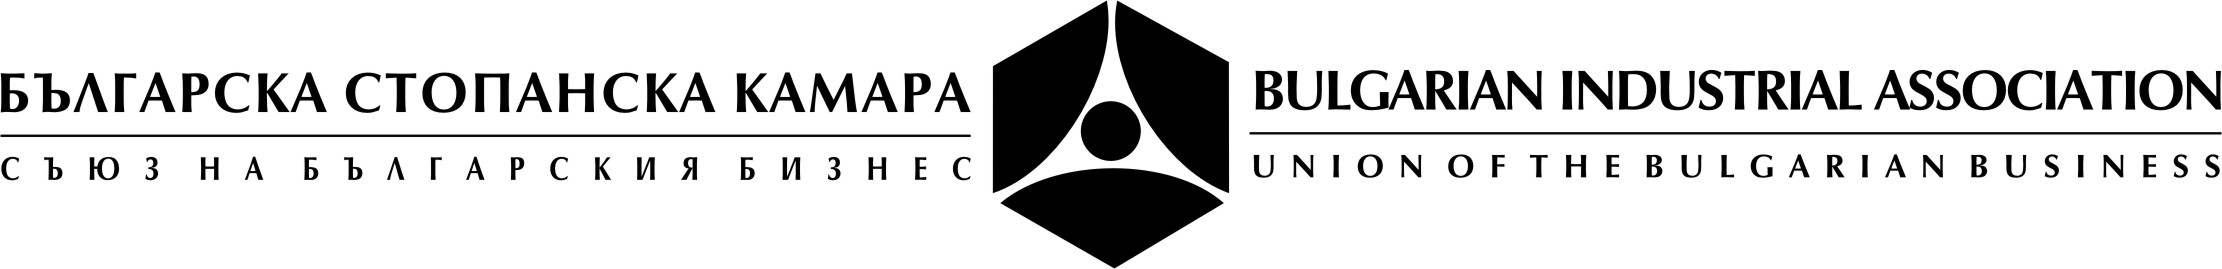 БЪЛГАРСКА СТОПАНСКА КАМАРА
СЪЮЗ НА БЪЛГАРСКИЯ БИЗНЕС
BULGARIAN INDUSTRIAL ASSOCIATION
UNION OF THE BULGARIAN BUSINESS